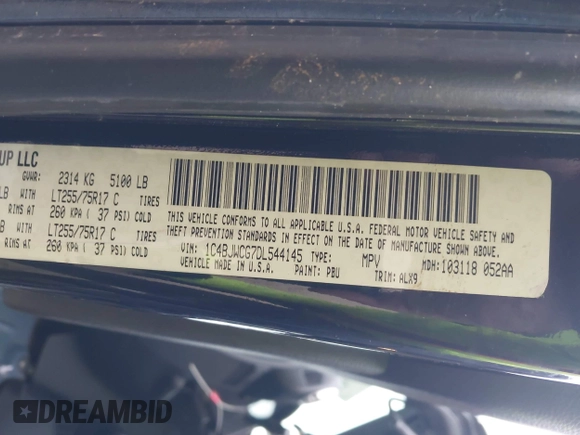 UP LLC
GVWR: 2314 KG 5100 LB
LB WITH LT255/75R17 C TIRES
RIMS AT 260 KPA ( 37 PSI) COLD
B WITH LT255/75R17 C TIRES
RIMS AT 260 KPA ( 37 PSI) COLD
THIS VEHICLE CONFORMS TO ALL APPLICABLE U.S.A. FEDERAL MOTOR VEHICLE SAFETY AND
THEFT PREVENTION STANDARDS IN EFFECT ON THE DATE OF MANUFACTURE SHOWN ABOVE.
VIN: 1C4BJWCG7DL544145 TYPE: MPV MDH: 103118 052AA
VEHICLE MADE IN U.S.A. PAINT: PBU TRIM: ALX9
DREAMBID